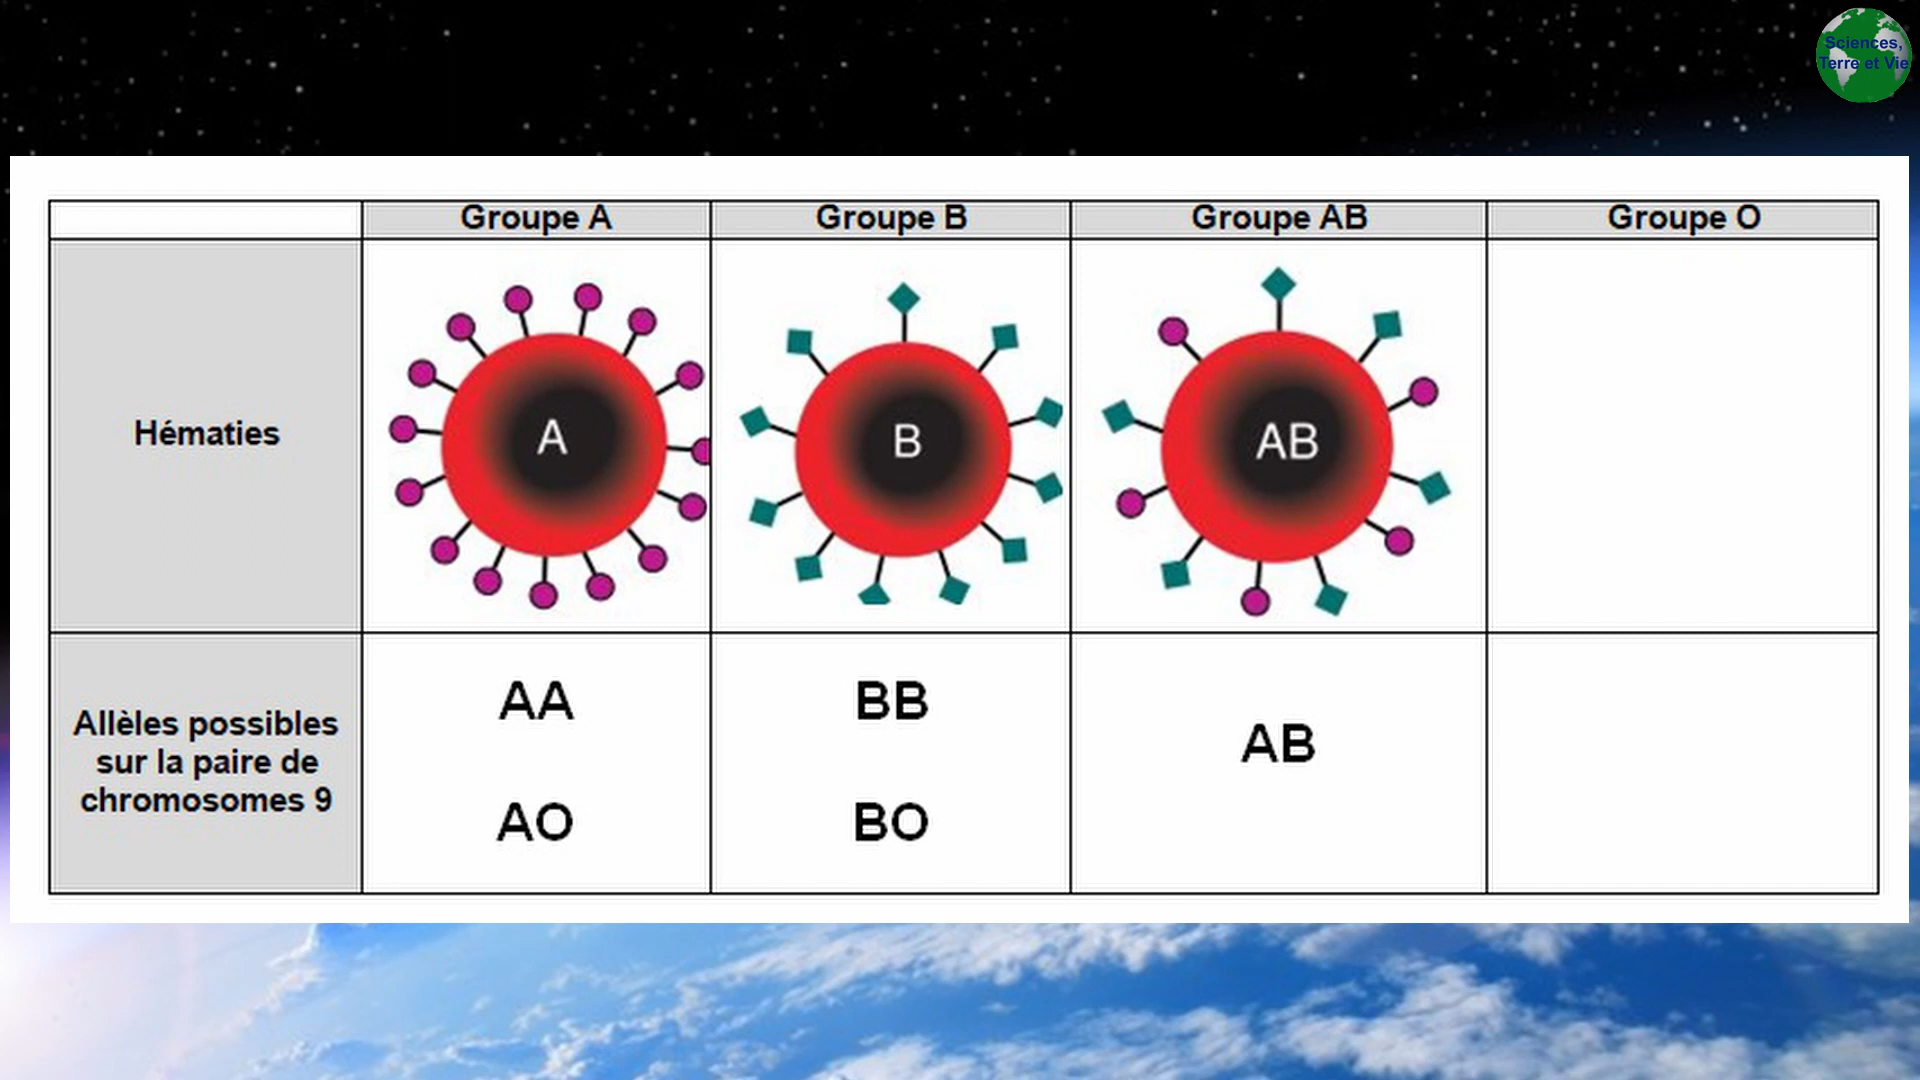 Sciences,
Terre et Vie
Groupe A Groupe B Groupe AB Groupe O
Hématies
A B AB
Allèles possibles
sur la paire de
chromosomes 9
AA BB
AB
AO BO